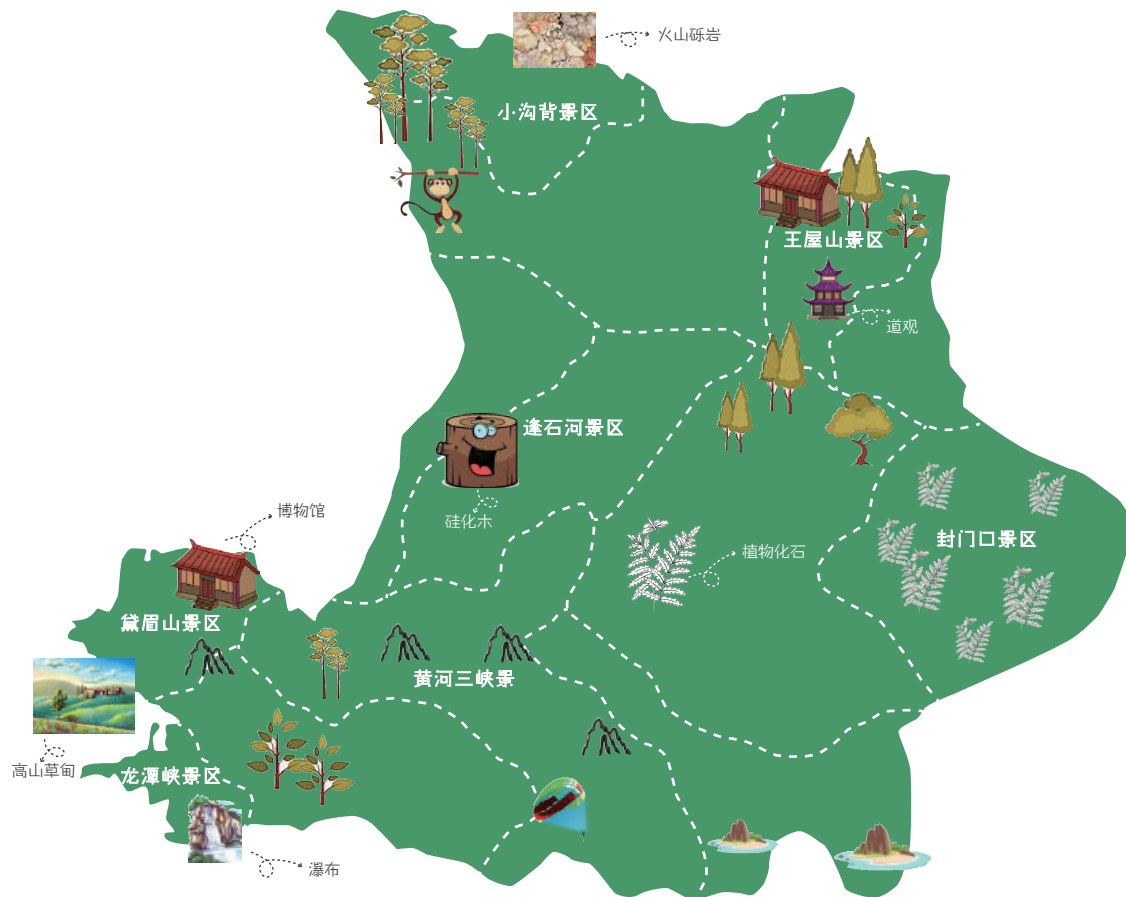 火山砾岩
小沟背景区
王屋山景区
道观
逢石河景区
硅化木
博物馆
封门口景区
植物化石
黛眉山景区
黄河三峡景
高山草甸
龙潭峡景区
瀑布